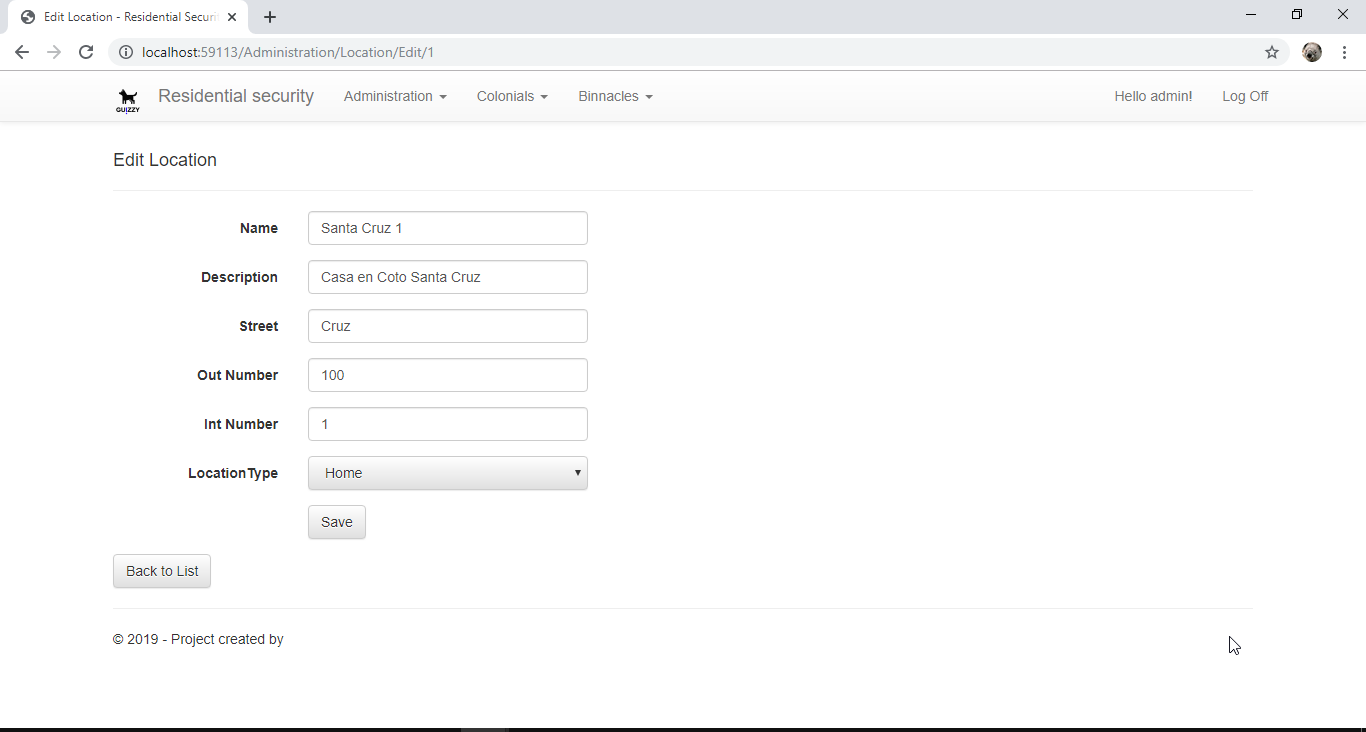 Edit Location - Residential Securit
localhost:59113/Administration/Location/Edit/1
GUIZZY
Residential security
Administration
Colonials
Binnacles
Hello admin!
Log Off
Edit Location
Name
Santa Cruz 1
Description
Casa en Coto Santa Cruz
Street
Cruz
Out Number
100
Int Number
1
LocationType
Home
Save
Back to List
© 2019 - Project created by